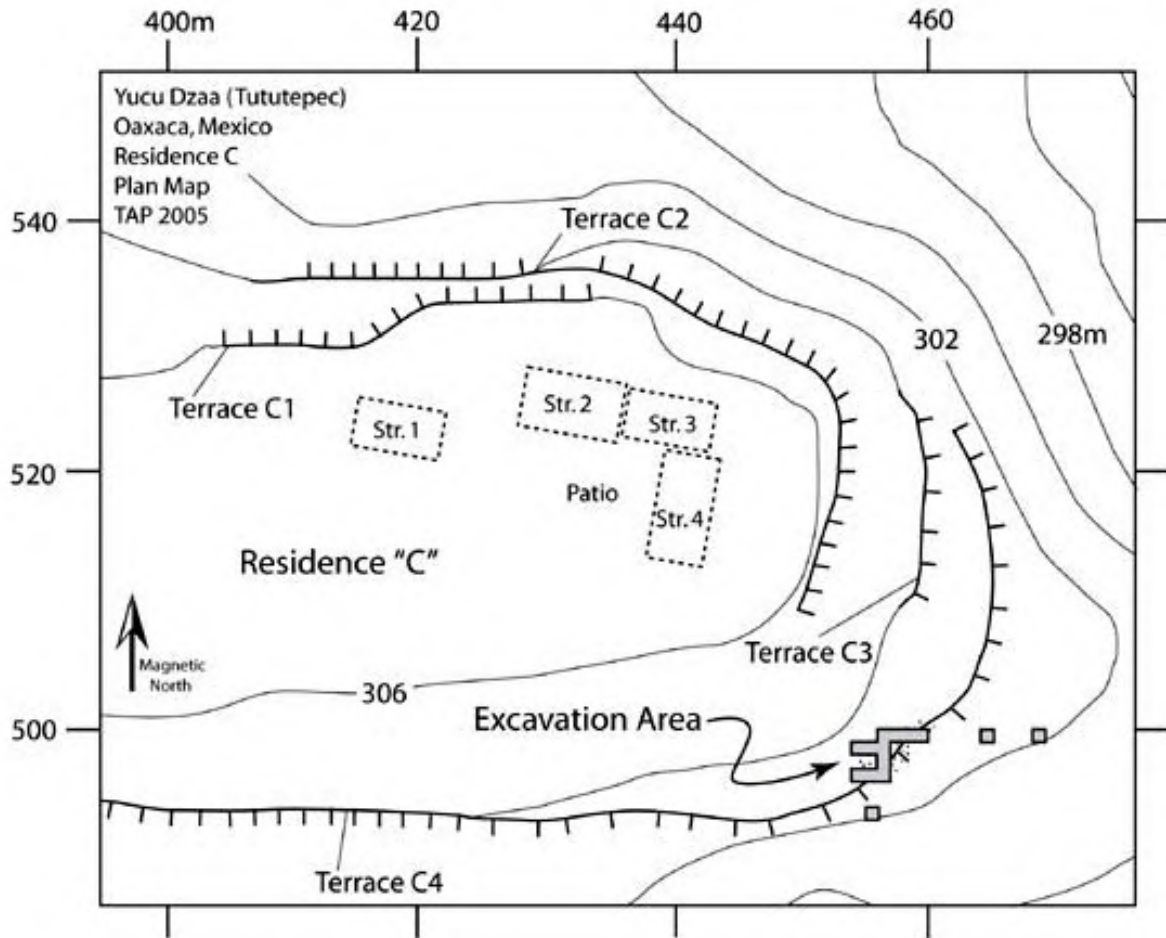 400m
420
440
460
Yucu Dzaa (Tututepec)
Oaxaca, Mexico
Residence C
Plan Map
TAP 2005
540
Terrace C2
302
298m
Terrace C1
Str. 1
Str. 2
Str. 3
520
Patio
Str. 4
Residence "C"
Magnetic
North
Terrace C3
306
500
Excavation Area
Terrace C4